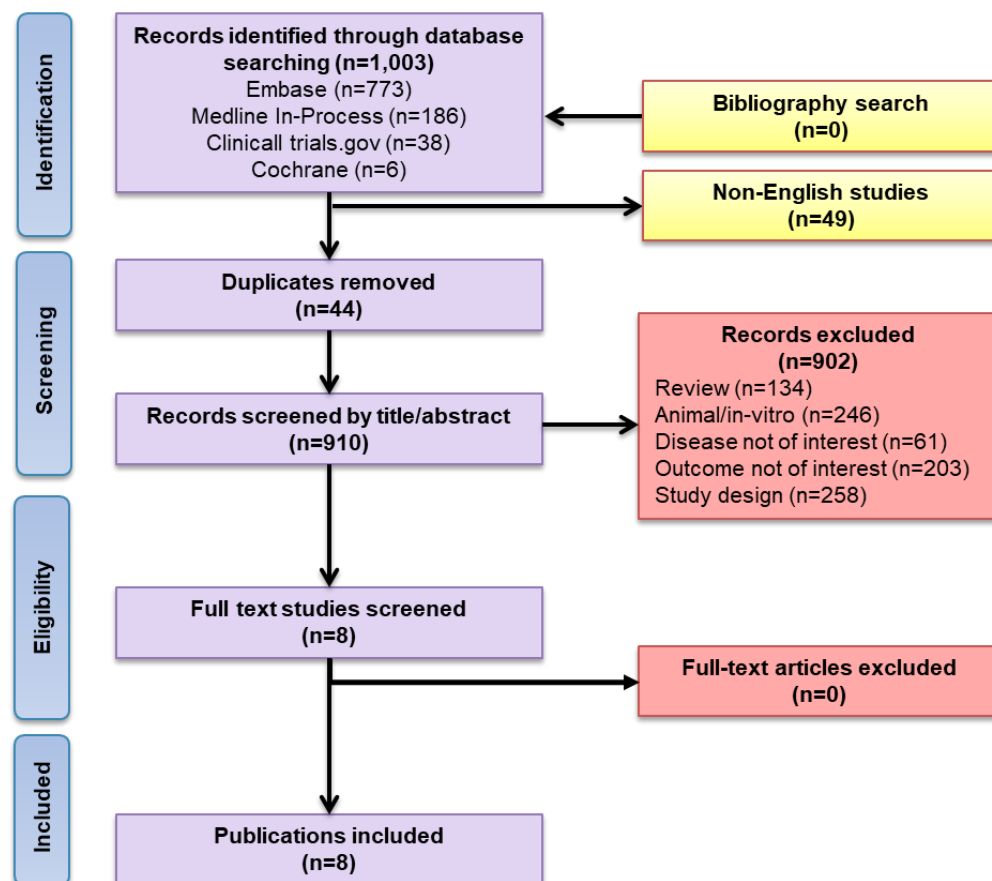 Identification
Records identified through database
searching (n=1,003)
Embase (n=773)
Medline In-Process (n=186)
Clinicall trials.gov (n=38)
Cochrane (n=6)
Bibliography search
(n=0)
Non-English studies
(n=49)
Screening
Duplicates removed
(n=44)
Records screened by title/abstract
(n=910)
Records excluded
(n=902)
Review (n=134)
Animal/in-vitro (n=246)
Disease not of interest (n=61)
Outcome not of interest (n=203)
Study design (n=258)
Eligibility
Full text studies screened
(n=8)
Full-text articles excluded
(n=0)
Included
Publications included
(n=8)